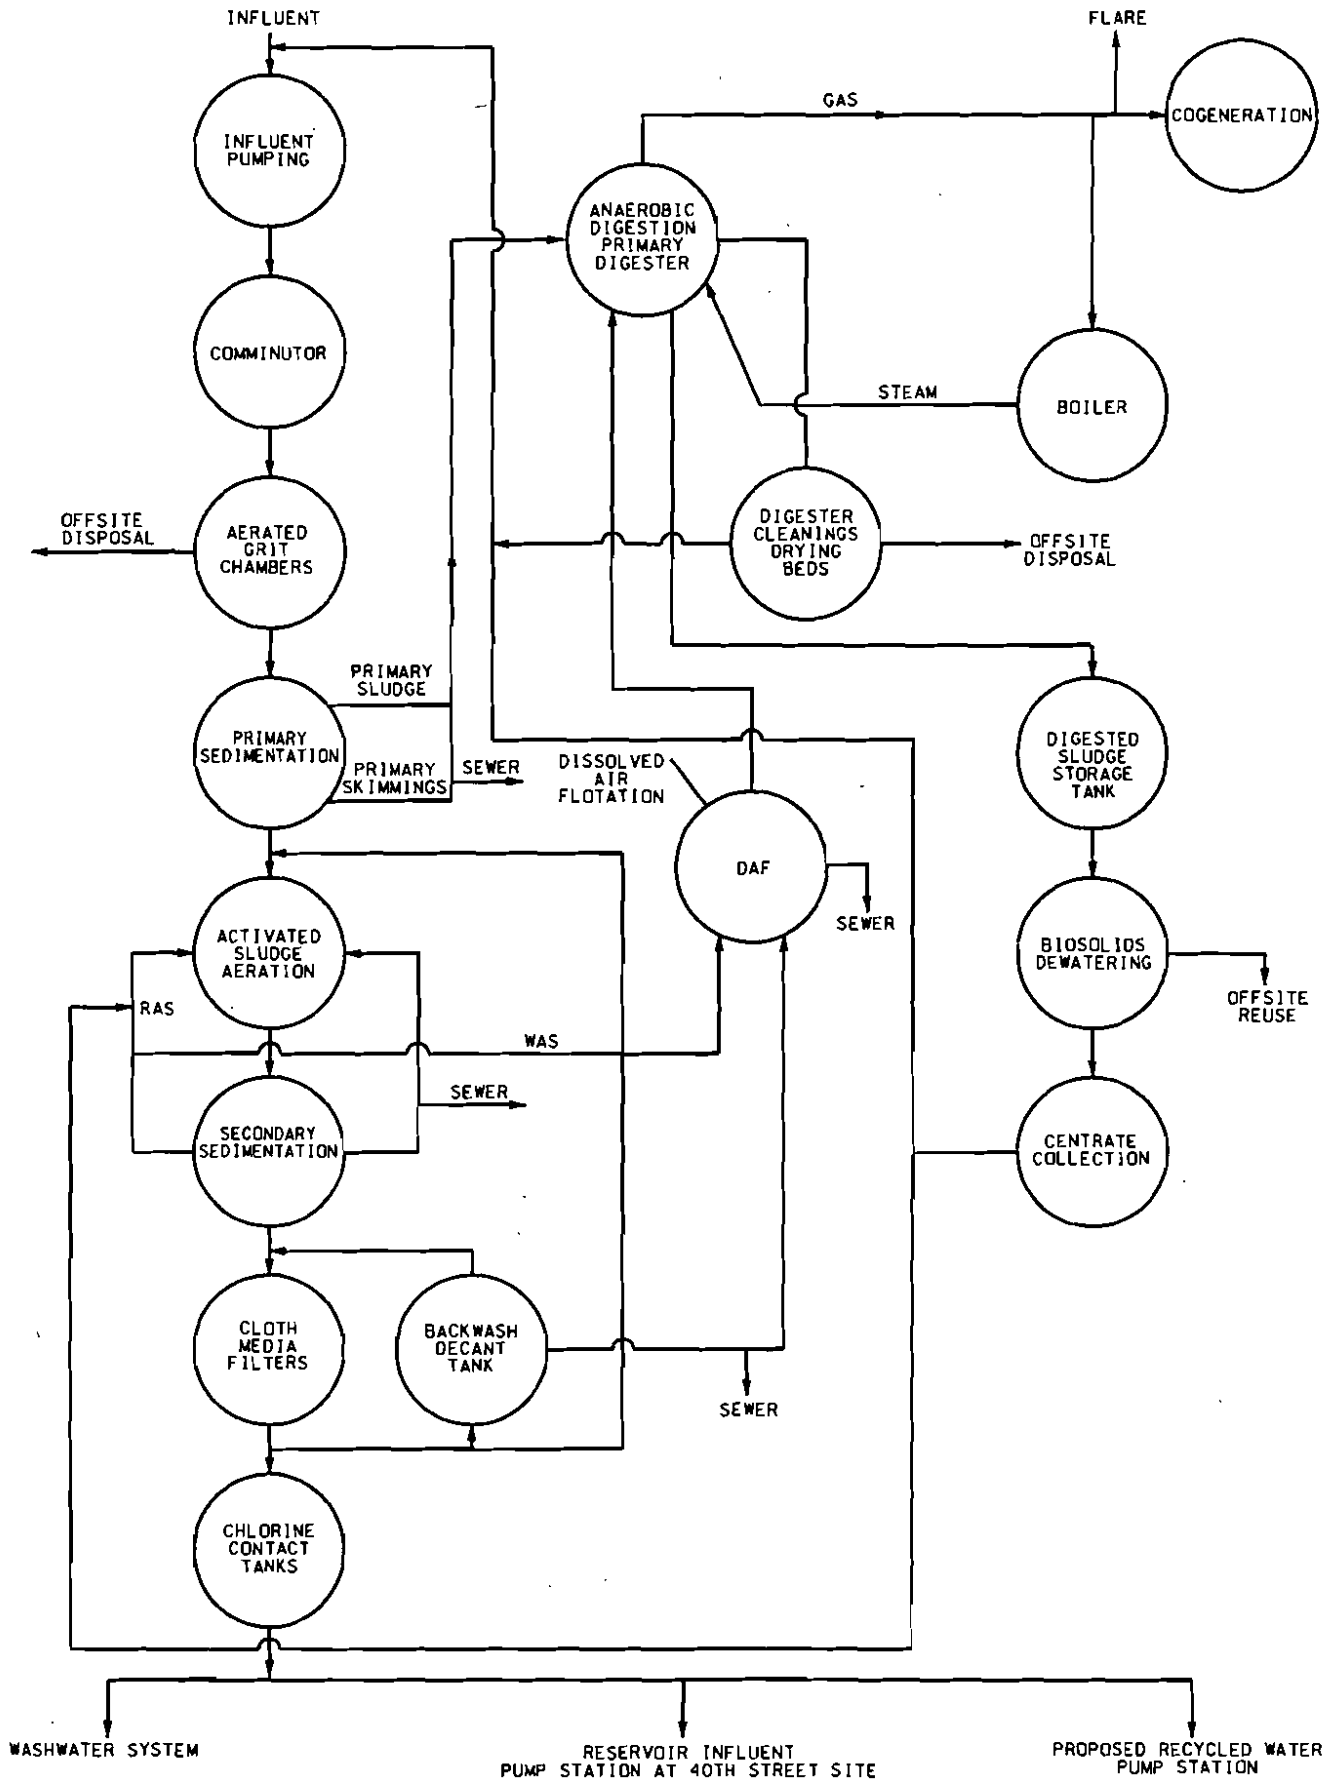 INFLUENT
FLARE
GAS
COGENERATION
INFLUENT
PUMPING
ANAEROBIC
DIGESTION
PRIMARY
DIGESTER
COMMINUTOR
STEAM
BOILER
OFFSITE
DISPOSAL
AERATED
GRIT
CHAMBERS
DIGESTER
CLEANINGS
DRYING
BEDS
OFFSITE
DISPOSAL
PRIMARY
SLUDGE
PRIMARY
SEDIMENTATION
PRIMARY
SKIMMINGS
SEWER
DISSOLVED
AIR
FLOTATION
DIGESTED
SLUDGE
STORAGE
TANK
DAF
SEWER
ACTIVATED
SLUDGE
AERATION
BIOSOLIDS
DEWATERING
RAS
OFFSITE
REUSE
WAS
SEWER
SECONDARY
SEDIMENTATION
CENTRATE
COLLECTION
CLOTH
MEDIA
FILTERS
BACKWASH
DECANT
TANK
SEWER
CHLORINE
CONTACT
TANKS
WASHWATER SYSTEM
RESERVOIR INFLUENT
PUMP STATION AT 40TH STREET SITE
PROPOSED RECYCLED WATER
PUMP STATION